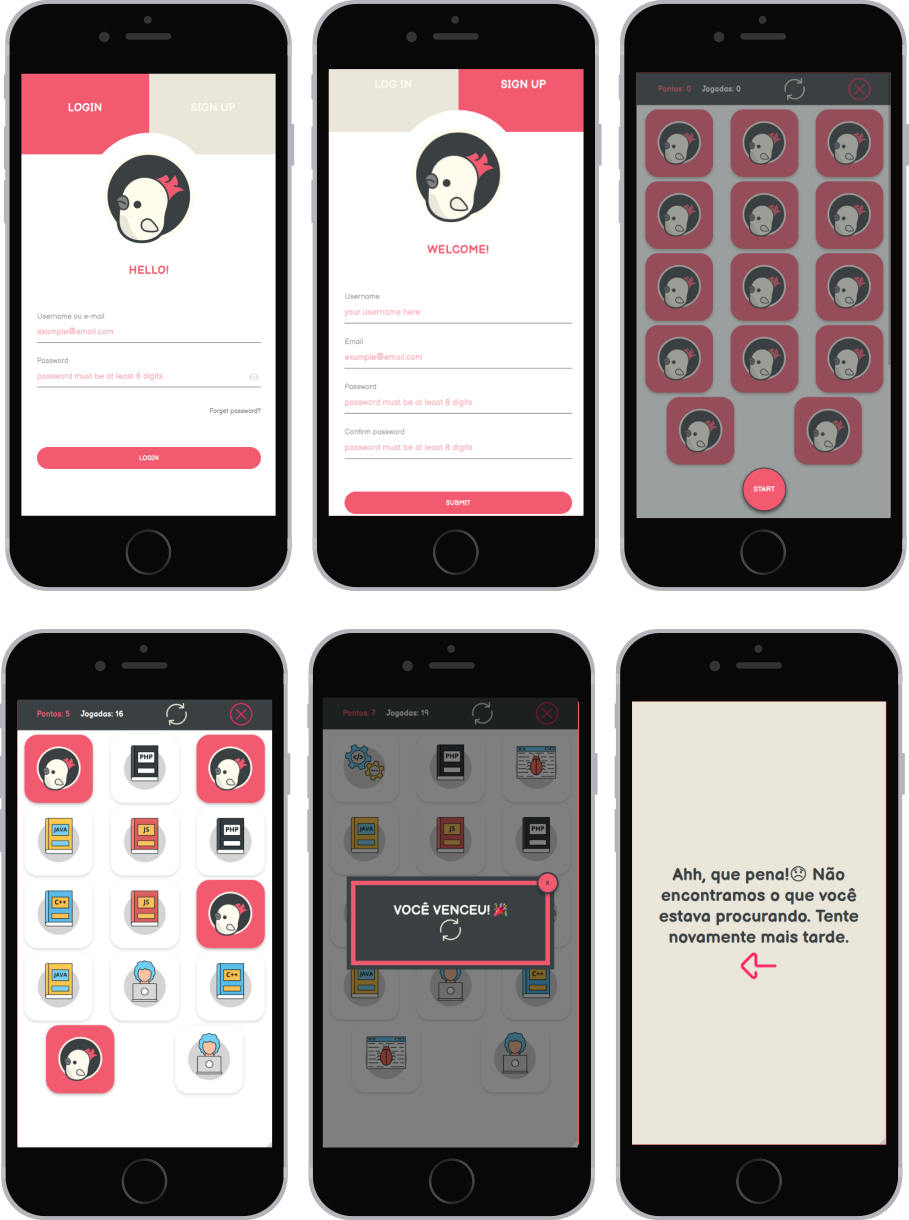 LOGIN
SIGN UP
HELLO!
Username ou e-mail
example@email.com
Password
password must be at least 8 digits
Forget password?
LOGIN
LOG IN
SIGN UP
WELCOME!
Username
your username here
Email
example@email.com
Password
password must be at least 8 digits
Confirm password
password must be at least 8 digits
SUBMIT
Pontos: 0 Jogadas: 0
START
Pontos: 5 Jogadas: 16
PHP
JAVA JS PHP
C++ JS
JAVA C++
Pontos: 7 Jogadas: 19
</> PHP
JAVA JS PHP
x
VOCÊ VENCEU! 🎉
JAVA C++
Ahh, que pena!😞 Não
encontramos o que você
estava procurando. Tente
novamente mais tarde.